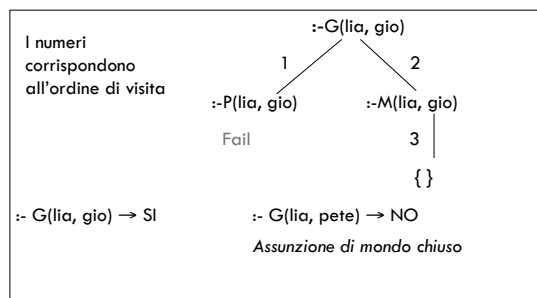 I numeri
corrispondono
all'ordine di visita
:-G(lia, gio)
1
2
:-P(lia, gio)
:-M(lia, gio)
Fail
3
{ }
:- G(lia, gio) → SI
:- G(lia, pete) → NO
Assunzione di mondo chiuso